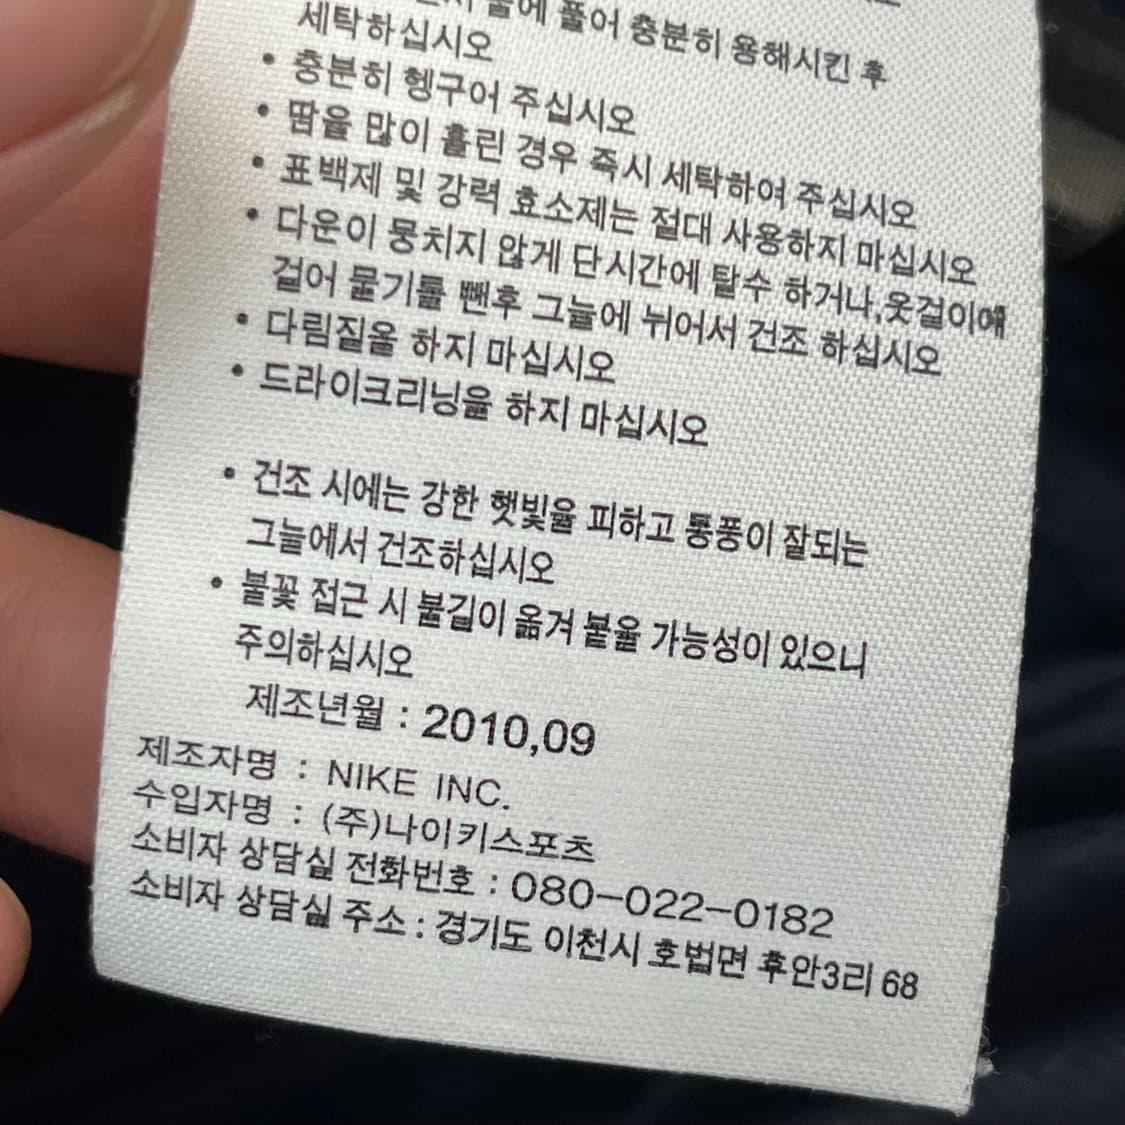 물에 풀어 충분히 용해시킨 후
세탁하십시오
• 충분히 헹구어 주십시오
• 땀을 많이 흘린 경우 즉시 세탁하여 주십시오
• 표백제 및 강력 효소제는 절대 사용하지 마십시오
• 다운이 뭉치지 않게 단시간에 탈수 하거나,옷걸이에
걸어 물기를 뺀후 그늘에 뉘어서 건조 하십시오
• 다림질을 하지 마십시오
• 드라이크리닝을 하지 마십시오
• 건조 시에는 강한 햇빛을 피하고 통풍이 잘되는
그늘에서 건조하십시오
• 불꽃 접근 시 불길이 옮겨 붙을 가능성이 있으니
주의하십시오
제조년월 : 2010,09
제조자명 : NIKE INC.
수입자명 : (주)나이키스포츠
소비자 상담실 전화번호 : 080-022-0182
소비자 상담실 주소 : 경기도 이천시 호법면 후안3리 68